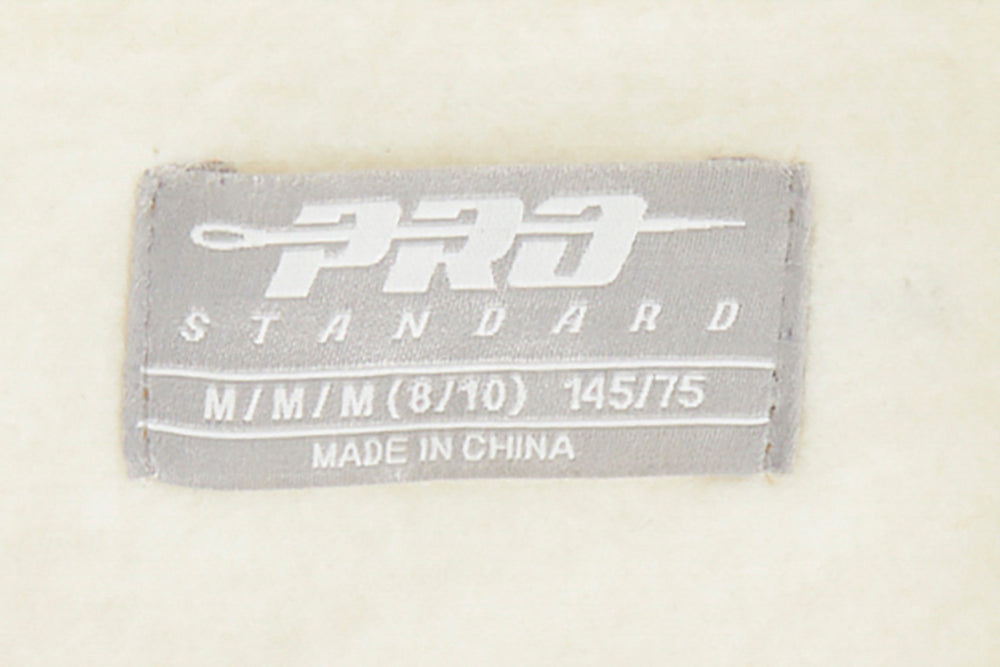 PRO
STANDARD
M/M/M (8/10) 145/75
MADE IN CHINA